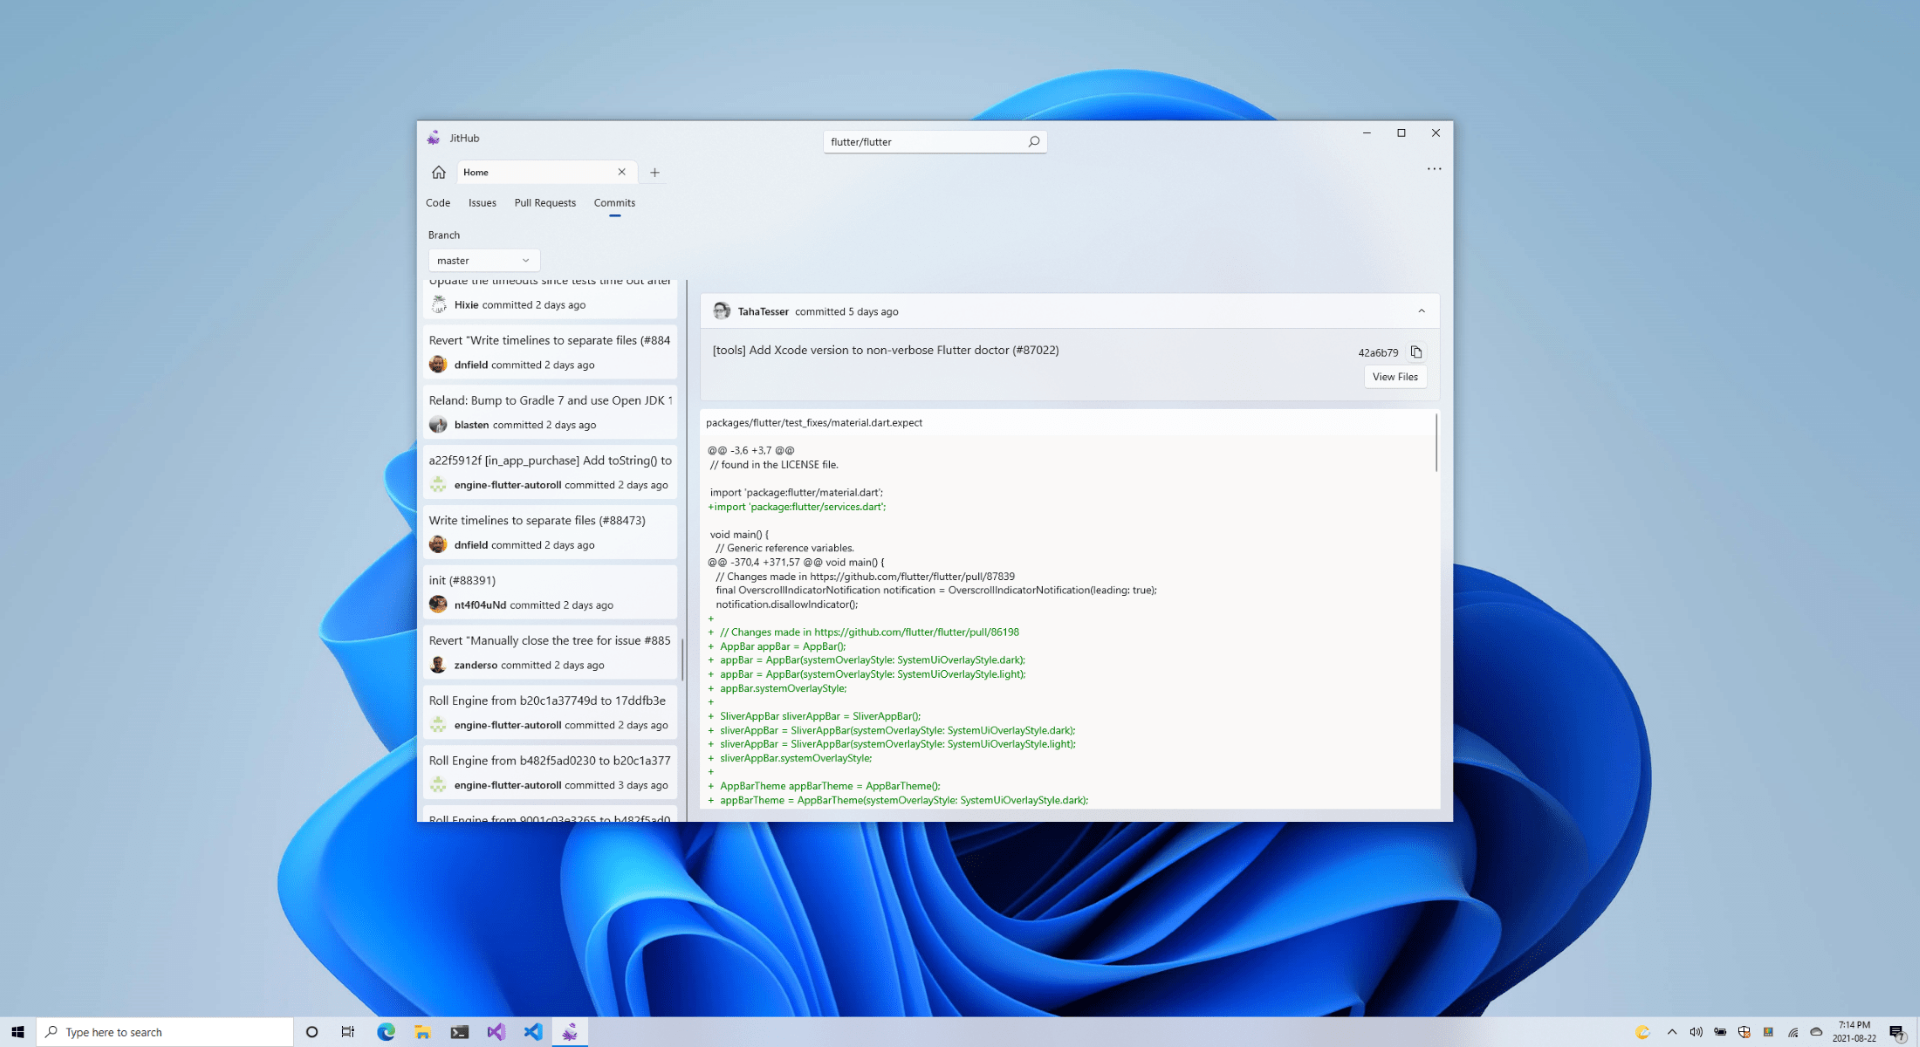 JitHub
flutter/flutter
Home
Code Issues Pull Requests Commits
Branch
master
Update the timeouts since tests time out after
Hixie committed 2 days ago
Revert "Write timelines to separate files (#884
dnfield committed 2 days ago
Reland: Bump to Gradle 7 and use Open JDK 1
blasten committed 2 days ago
a22f5912f [in_app_purchase] Add toString() to
engine-flutter-autoroll committed 2 days ago
Write timelines to separate files (#88473)
dnfield committed 2 days ago
init (#88391)
nt4f04uNd committed 2 days ago
Revert "Manually close the tree for issue #885
zanderso committed 2 days ago
Roll Engine from b20c1a37749d to 17ddfb3e
engine-flutter-autoroll committed 2 days ago
Roll Engine from b482f5ad0230 to b20c1a377
engine-flutter-autoroll committed 3 days ago
Roll Engine from 9001c03e3265 to b482f5ad0
TahaTesser committed 5 days ago
[tools] Add Xcode version to non-verbose Flutter doctor (#87022)
42a6b79
View Files
packages/flutter/test_fixes/material.dart.expect
@@ -3,6 +3,7 @@
// found in the LICENSE file.
import 'package:flutter/material.dart';
+import 'package:flutter/services.dart';
void main() {
// Generic reference variables.
@@ -370,4 +371,57 @@ void main() {
// Changes made in https://github.com/flutter/flutter/pull/87839
final OverscrollIndicatorNotification notification = OverscrollIndicatorNotification(leading: true);
notification.disallowIndicator();
+
+ // Changes made in https://github.com/flutter/flutter/pull/86198
+ AppBar appBar = AppBar();
+ appBar = AppBar(systemOverlayStyle: SystemUiOverlayStyle.dark);
+ appBar = AppBar(systemOverlayStyle: SystemUiOverlayStyle.light);
+ appBar.systemOverlayStyle;
+
+ SliverAppBar sliverAppBar = SliverAppBar();
+ sliverAppBar = SliverAppBar(systemOverlayStyle: SystemUiOverlayStyle.dark);
+ sliverAppBar = SliverAppBar(systemOverlayStyle: SystemUiOverlayStyle.light);
+ sliverAppBar.systemOverlayStyle;
+
+ AppBarTheme appBarTheme = AppBarTheme();
+ appBarTheme = AppBarTheme(systemOverlayStyle: SystemUiOverlayStyle.dark);
Type here to search
7:14 PM
2021-08-22
7